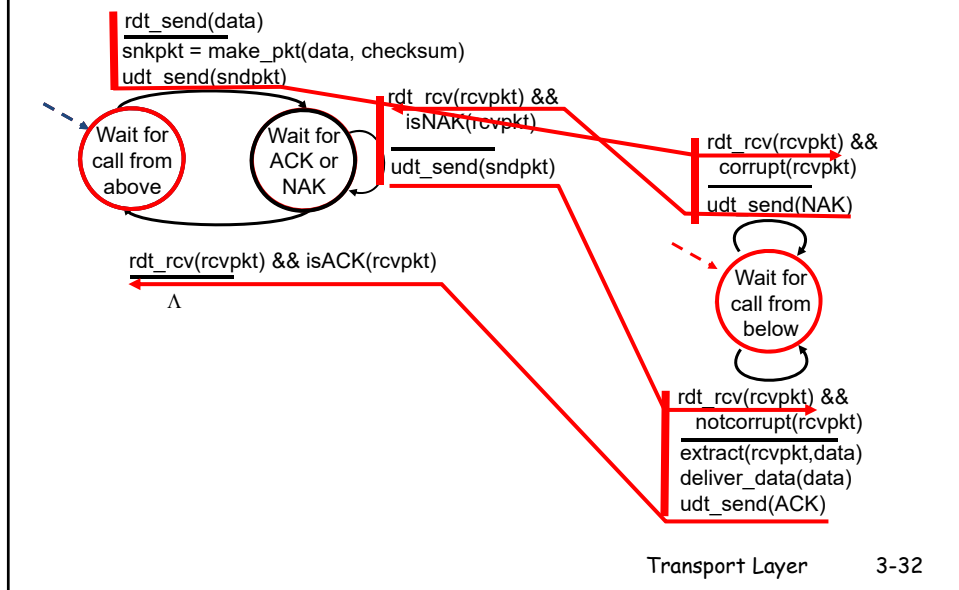 rdt_send(data)
snkpkt = make_pkt(data, checksum)
udt_send(sndpkt)
Wait for
call from
above
Wait for
ACK or
NAK
rdt_rcv(rcvpkt) &&
isNAK(rcvpkt)
udt_send(sndpkt)
rdt_rcv(rcvpkt) && isACK(rcvpkt)
Λ
rdt_rcv(rcvpkt) &&
corrupt(rcvpkt)
udt_send(NAK)
Wait for
call from
below
rdt_rcv(rcvpkt) &&
notcorrupt(rcvpkt)
extract(rcvpkt,data)
deliver_data(data)
udt_send(ACK)
Transport Layer 3-32